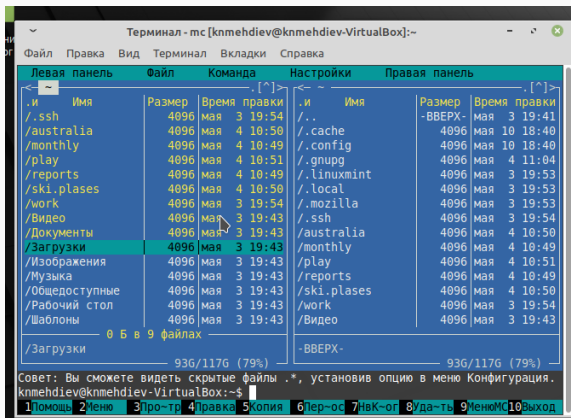 Терминал - mc [knmehdiev@knmehdiev-VirtualBox]:~
Файл Правка Вид Терминал Вкладки Справка
Левая панель Файл Команда Настройки Правая панель
<- ~ .[^]> <- ~ .[^]>
.и Имя Размер Время правки .и Имя Размер Время правки
/.ssh 4096 мая 3 19:54 /.. -ВВЕРХ- мая 3 19:41
/australia 4096 мая 4 10:50 /.cache 4096 мая 10 18:40
/monthly 4096 мая 4 10:49 /.config 4096 мая 10 18:40
/play 4096 мая 4 10:51 /.gnupg 4096 мая 4 11:04
/reports 4096 мая 4 10:49 /.linuxmint 4096 мая 3 19:53
/ski.plases 4096 мая 4 10:50 /.local 4096 мая 3 19:53
/work 4096 мая 3 19:54 /.mozilla 4096 мая 3 19:53
/Видео 4096 мая 3 19:43 /.ssh 4096 мая 3 19:54
/Документы 4096 мая 3 19:43 /australia 4096 мая 4 10:50
/Загрузки 4096 мая 3 19:43 /monthly 4096 мая 4 10:49
/Изображения 4096 мая 3 19:43 /play 4096 мая 4 10:51
/Музыка 4096 мая 3 19:43 /reports 4096 мая 4 10:49
/Общедоступные 4096 мая 3 19:43 /ski.plases 4096 мая 4 10:50
/Рабочий стол 4096 мая 3 19:43 /work 4096 мая 3 19:54
/Шаблоны 4096 мая 3 19:43 /Видео 4096 мая 3 19:43
0 Б в 9 файлах
/Загрузки -ВВЕРХ-
93G/117G (79%) 93G/117G (79%)
Совет: Вы сможете видеть скрытые файлы .*, установив опцию в меню Конфигурация.
knmehdiev@knmehdiev-VirtualBox:~$
1Помощь 2Меню 3Про~тр 4Правка 5Копия 6Пер~ос 7НвК~ог 8Уда~ть 9МенюМС 10Выход